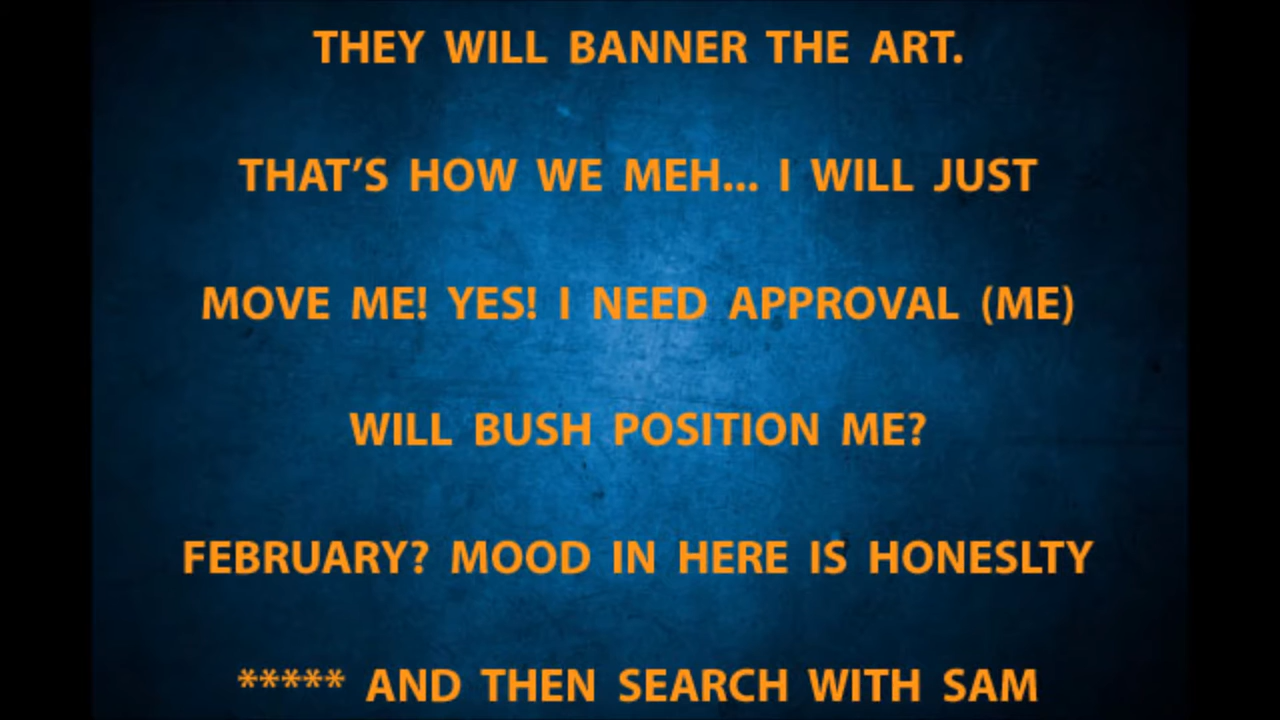 THEY WILL BANNER THE ART.
THAT’S HOW WE MEH... I WILL JUST
MOVE ME! YES! I NEED APPROVAL (ME)
WILL BUSH POSITION ME?
FEBRUARY? MOOD IN HERE IS HONESLTY
***** AND THEN SEARCH WITH SAM